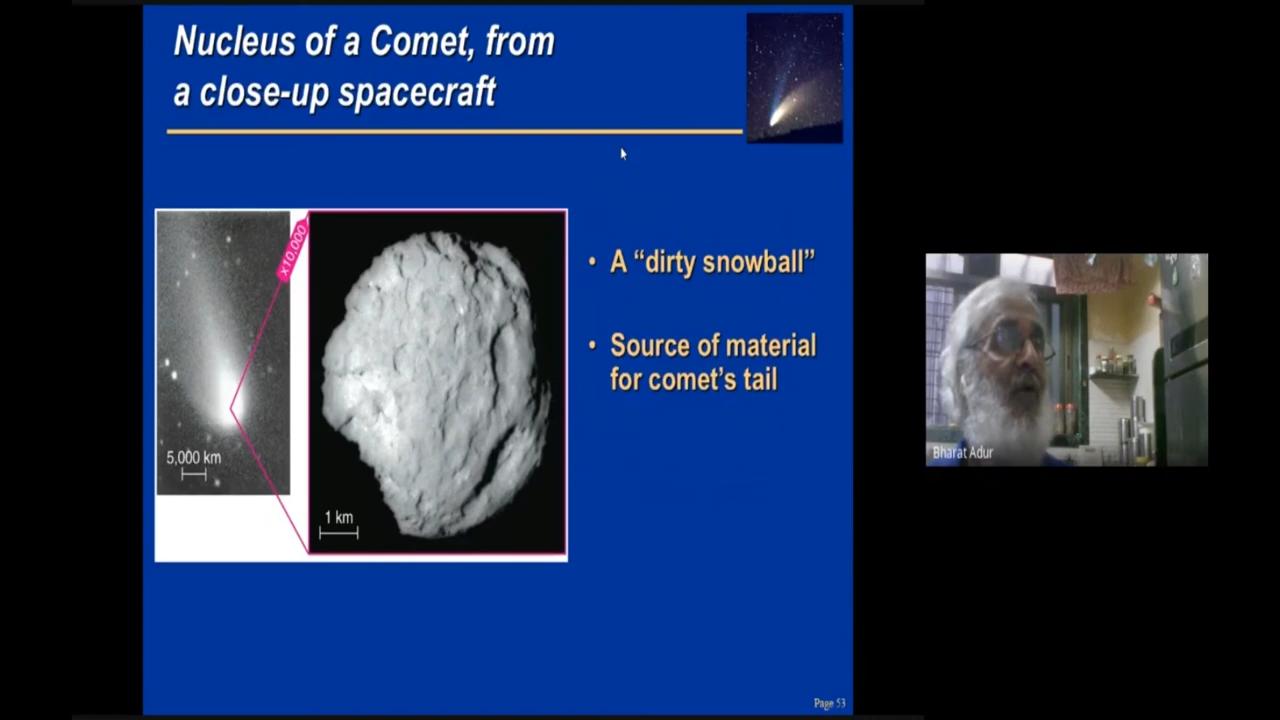 Nucleus of a Comet, from
a close-up spacecraft
x10,000
5,000 km
1 km
• A “dirty snowball”
• Source of material
for comet’s tail
Bharat Adur
Page 53